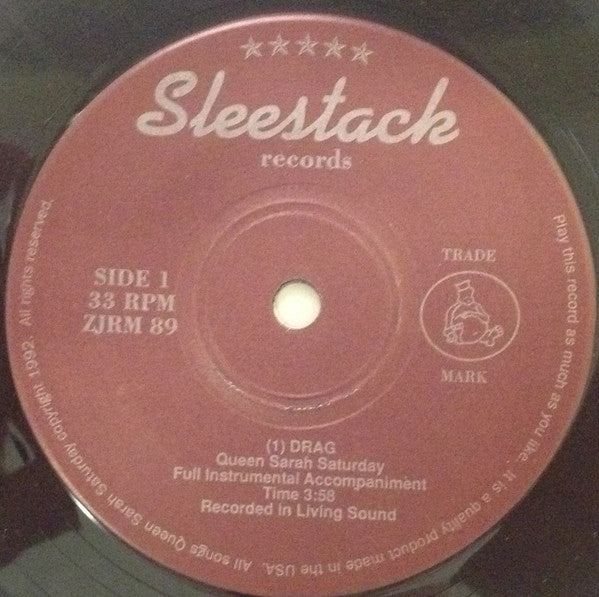 Sleestack
records
SIDE 1
33 RPM
ZJRM 89
TRADE
MARK
(1) DRAG
Queen Sarah Saturday
Full Instrumental Accompaniment
Time 3:58
Recorded in Living Sound
Play this record as much as you like. It is a quality product made in the USA. All songs Queen Sarah Saturday copyright 1992. All rights reserved.